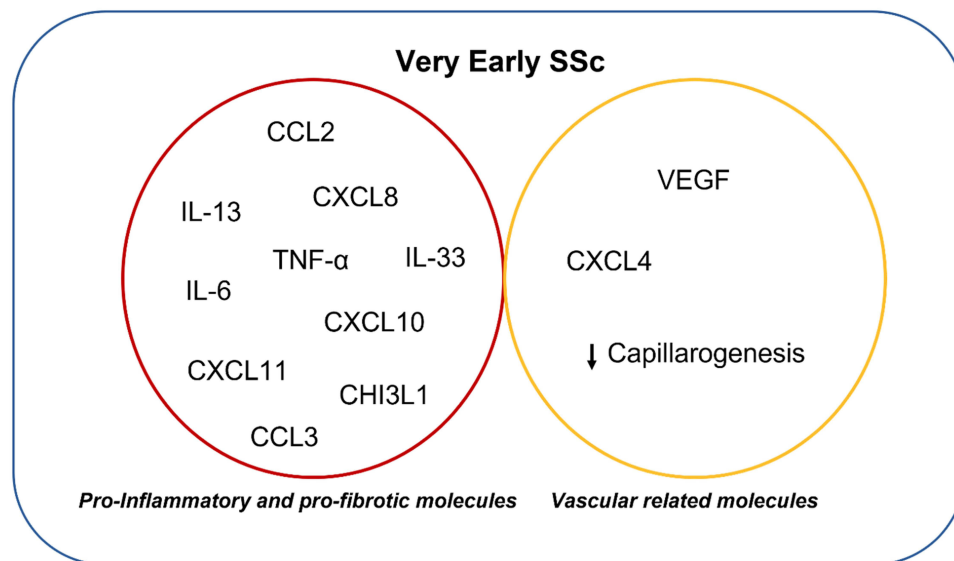 Very Early SSc
CCL2
CXCL8
IL-13
TNF-α
IL-33
IL-6
CXCL10
CXCL11
CHI3L1
CCL3
Pro-Inflammatory and pro-fibrotic molecules
VEGF
CXCL4
↓ Capillarogenesis
Vascular related molecules